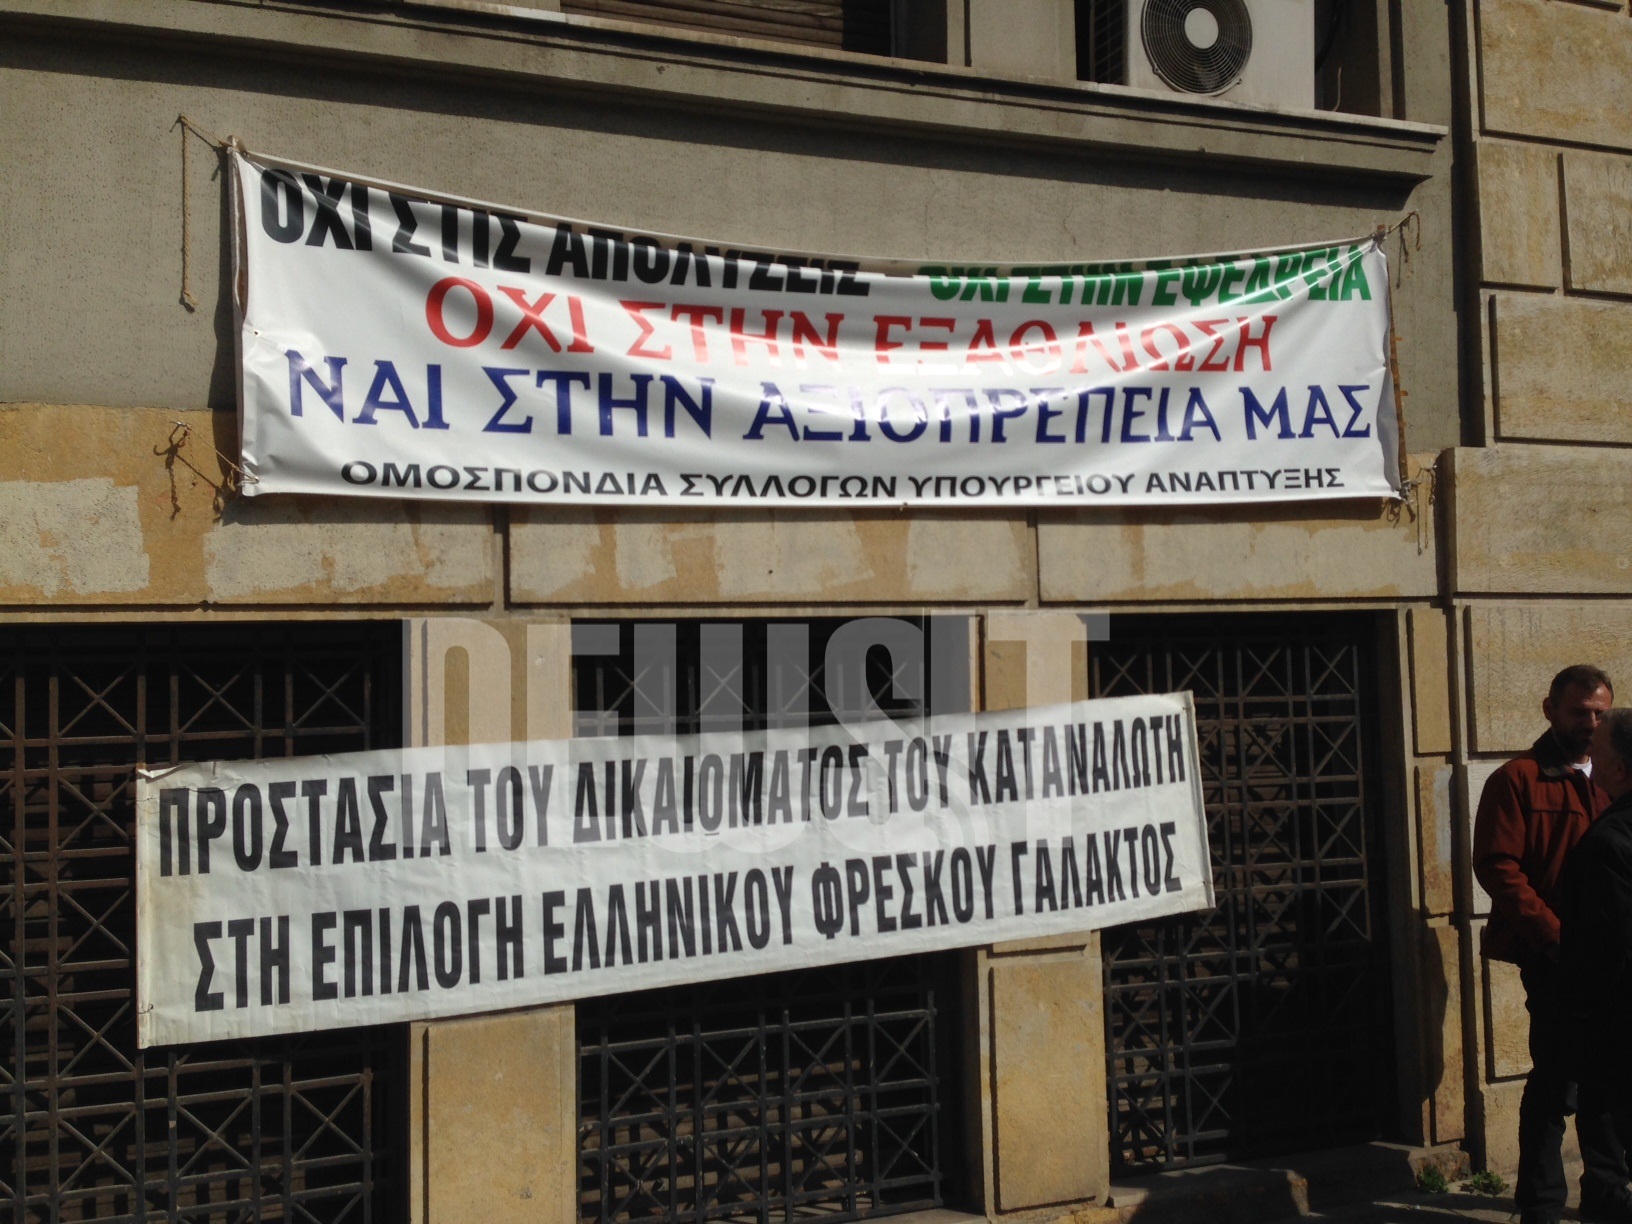 ΟΧΙ ΣΤΙΣ ΑΠΟΛΥΣΕΙΣ - ΟΧΙ ΣΤΗΝ ΕΦΕΔΡΕΙΑ
ΟΧΙ ΣΤΗΝ ΕΞΑΘΛΙΩΣΗ
ΝΑΙ ΣΤΗΝ ΑΞΙΟΠΡΕΠΕΙΑ ΜΑΣ
ΟΜΟΣΠΟΝΔΙΑ ΣΥΛΛΟΓΩΝ ΥΠΟΥΡΓΕΙΟΥ ΑΝΑΠΤΥΞΗΣ
NEWSIT
ΠΡΟΣΤΑΣΙΑ ΤΟΥ ΔΙΚΑΙΩΜΑΤΟΣ ΤΟΥ ΚΑΤΑΝΑΛΩΤΗ
ΣΤΗ ΕΠΙΛΟΓΗ ΕΛΛΗΝΙΚΟΥ ΦΡΕΣΚΟΥ ΓΑΛΑΚΤΟΣ